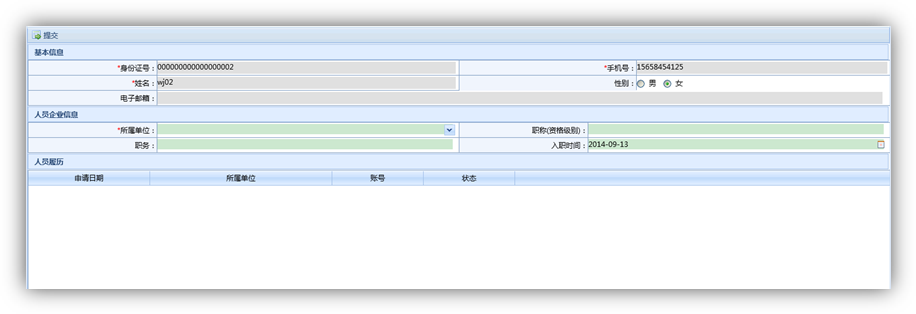 提交
基本信息
*身份证号： 000000000000000002 *手机号： 15658454125
*姓名： wj02 性别： 男 女
电子邮箱：
人员企业信息
*所属单位： 职称(资格级别)：
职务： 入职时间： 2014-09-13
人员履历
申请日期 所属单位 账号 状态